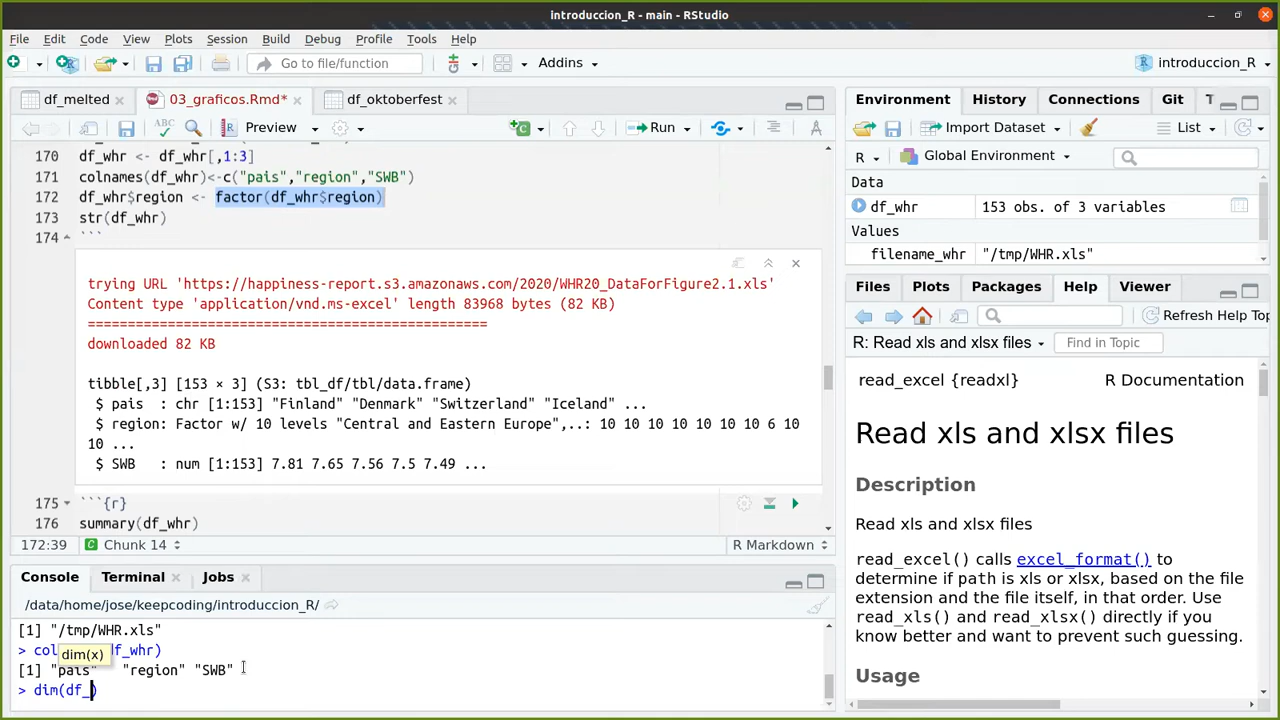 introduccion_R - main - RStudio
File Edit Code View Plots Session Build Debug Profile Tools Help
Go to file/function Addins introduccion_R
df_melted 03_graficos.Rmd* df_oktoberfest
Preview Run
170 df_whr <- df_whr[,1:3]
171 colnames(df_whr)<-c("pais","region","SWB")
172 df_whr$region <- factor(df_whr$region)
173 str(df_whr)
174 ```
trying URL 'https://happiness-report.s3.amazonaws.com/2020/WHR20_DataForFigure2.1.xls'
Content type 'application/vnd.ms-excel' length 83968 bytes (82 KB)
==================================================
downloaded 82 KB
tibble[,3] [153 × 3] (S3: tbl_df/tbl/data.frame)
$ pais : chr [1:153] "Finland" "Denmark" "Switzerland" "Iceland" ...
$ region: Factor w/ 10 levels "Central and Eastern Europe",..: 10 10 10 10 10 10 10 6 10
10 ...
$ SWB : num [1:153] 7.81 7.65 7.56 7.5 7.49 ...
175 ```{r}
176 summary(df_whr)
172:39 Chunk 14 R Markdown
Console Terminal Jobs
/data/home/jose/keepcoding/introduccion_R/
[1] "/tmp/WHR.xls"
> col df_whr)
dim(x)
[1] "pais" "region" "SWB"
> dim(df_)
Environment History Connections Git T
Import Dataset List
R Global Environment
Data
df_whr 153 obs. of 3 variables
Values
filename_whr "/tmp/WHR.xls"
Files Plots Packages Help Viewer
Refresh Help Top
R: Read xls and xlsx files Find in Topic
read_excel {readxl} R Documentation
Read xls and xlsx files
Description
Read xls and xlsx files
read_excel() calls excel_format() to
determine if path is xls or xlsx, based on the file
extension and the file itself, in that order. Use
read_xls() and read_xlsx() directly if you
know better and want to prevent such guessing.
Usage